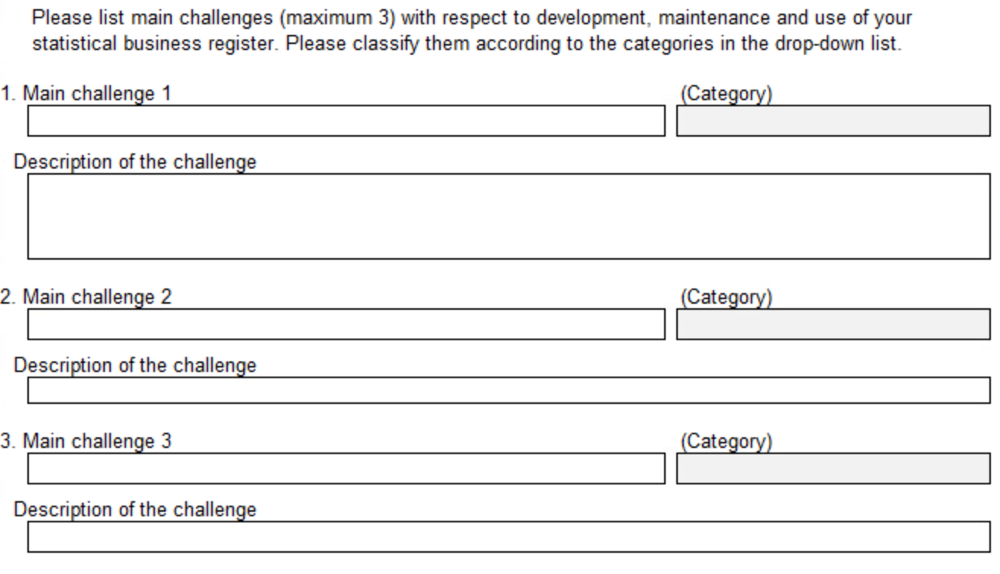 Please list main challenges (maximum 3) with respect to development, maintenance and use of your
statistical business register. Please classify them according to the categories in the drop-down list.
1. Main challenge 1 (Category)
Description of the challenge
2. Main challenge 2 (Category)
Description of the challenge
3. Main challenge 3 (Category)
Description of the challenge